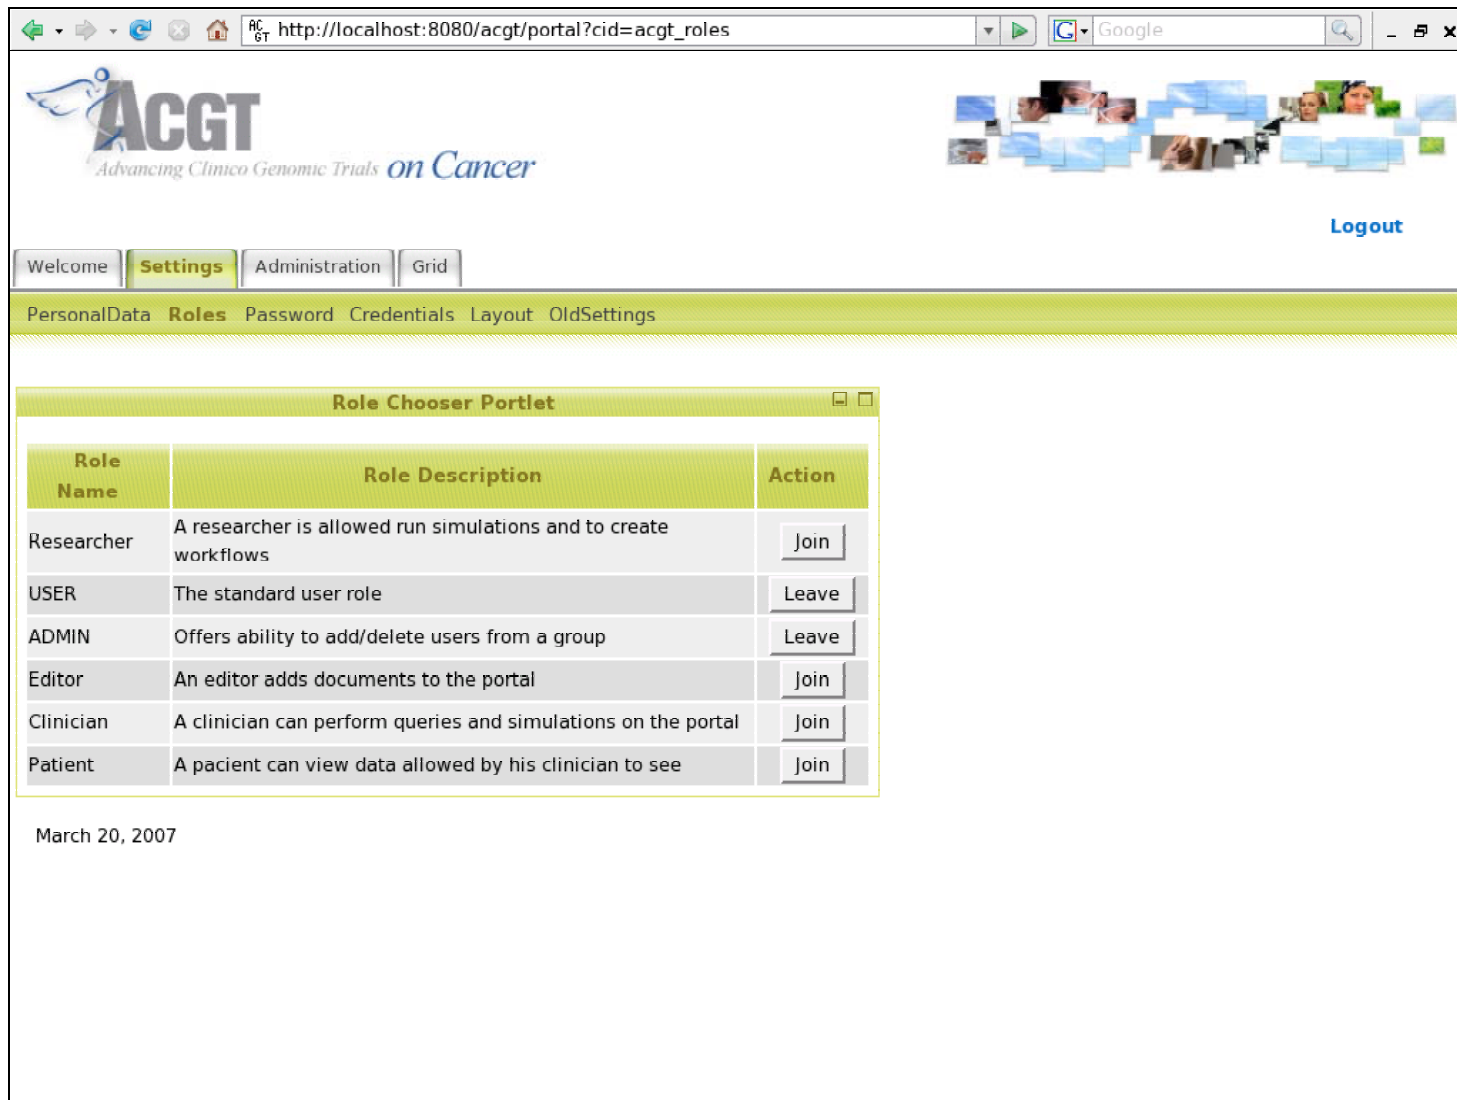 AC
GT http://localhost:8080/acgt/portal?cid=acgt_roles G Google
ACGT
Advancing Clinico Genomic Trials on Cancer
Logout
Welcome Settings Administration Grid
PersonalData Roles Password Credentials Layout OldSettings
Role Chooser Portlet
Role Name Role Description Action
Researcher A researcher is allowed run simulations and to create
workflows Join
USER The standard user role Leave
ADMIN Offers ability to add/delete users from a group Leave
Editor An editor adds documents to the portal Join
Clinician A clinician can perform queries and simulations on the portal Join
Patient A pacient can view data allowed by his clinician to see Join
March 20, 2007